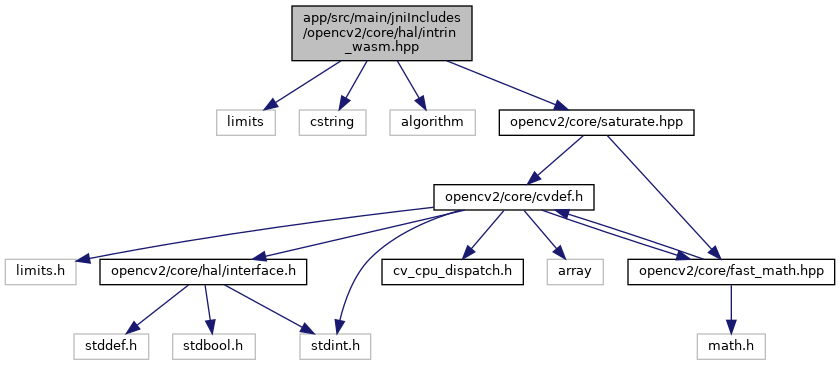 app/src/main/jniIncludes
/opencv2/core/hal/intrin
_wasm.hpp
limits
cstring
algorithm
opencv2/core/saturate.hpp
opencv2/core/cvdef.h
limits.h
opencv2/core/hal/interface.h
cv_cpu_dispatch.h
array
opencv2/core/fast_math.hpp
stddef.h
stdbool.h
stdint.h
math.h